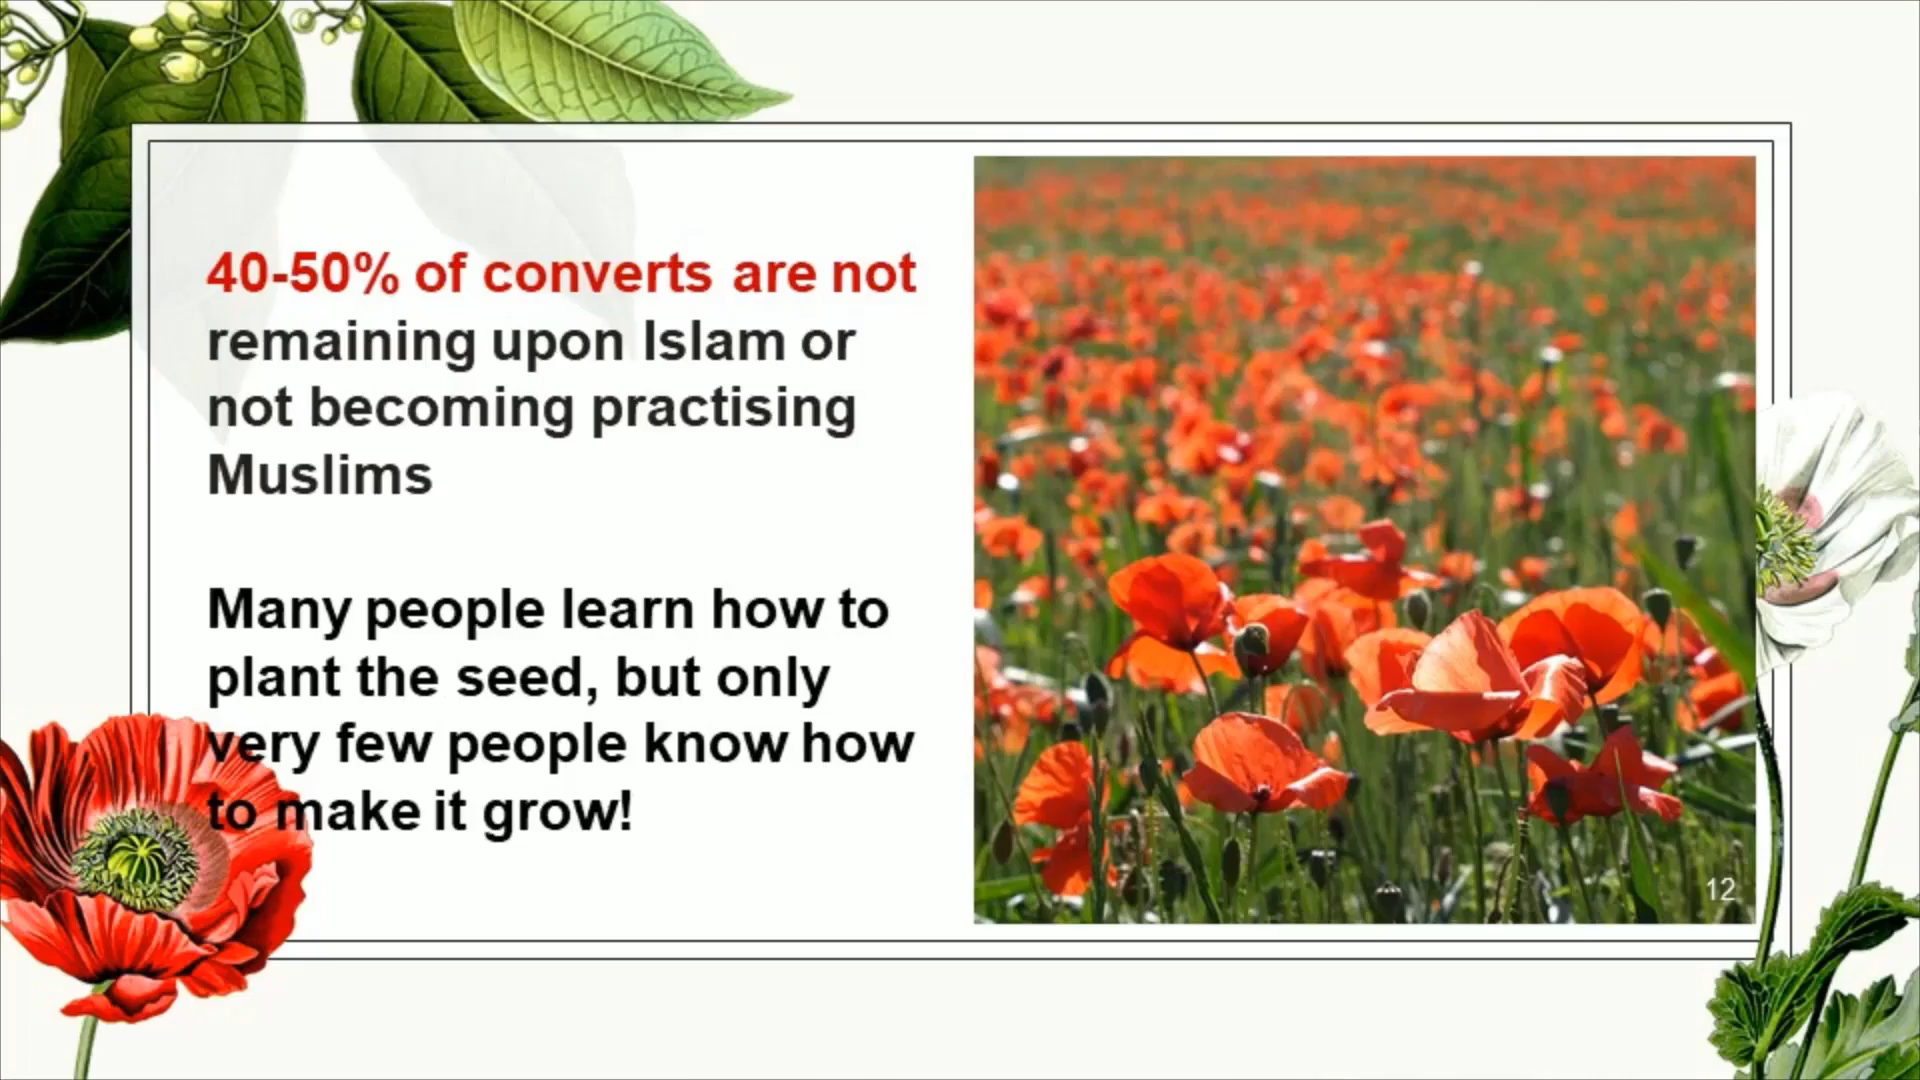 40-50% of converts are not
remaining upon Islam or
not becoming practising
Muslims
Many people learn how to
plant the seed, but only
very few people know how
to make it grow!
12